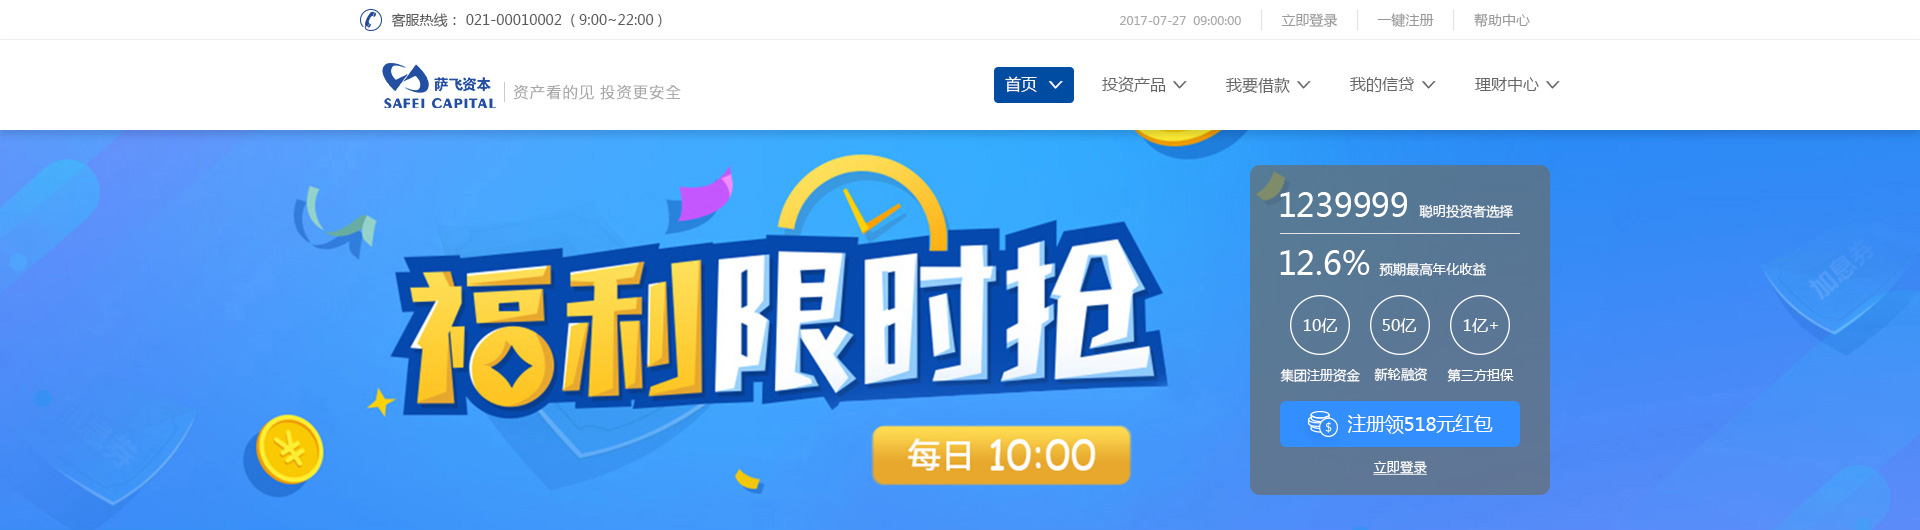 客服热线： 021-00010002 ( 9:00~22:00 )
2017-07-27 09:00:00 立即登录 一键注册 帮助中心
萨飞资本
SAFEI CAPITAL
资产看的见 投资更安全
首页 投资产品 我要借款 我的信贷 理财中心
福利限时抢
每日 10:00
1239999 聪明投资者选择
12.6% 预期最高年化收益
10亿 50亿 1亿+
集团注册资金 新轮融资 第三方担保
注册领518元红包
立即登录
加息券
加息券